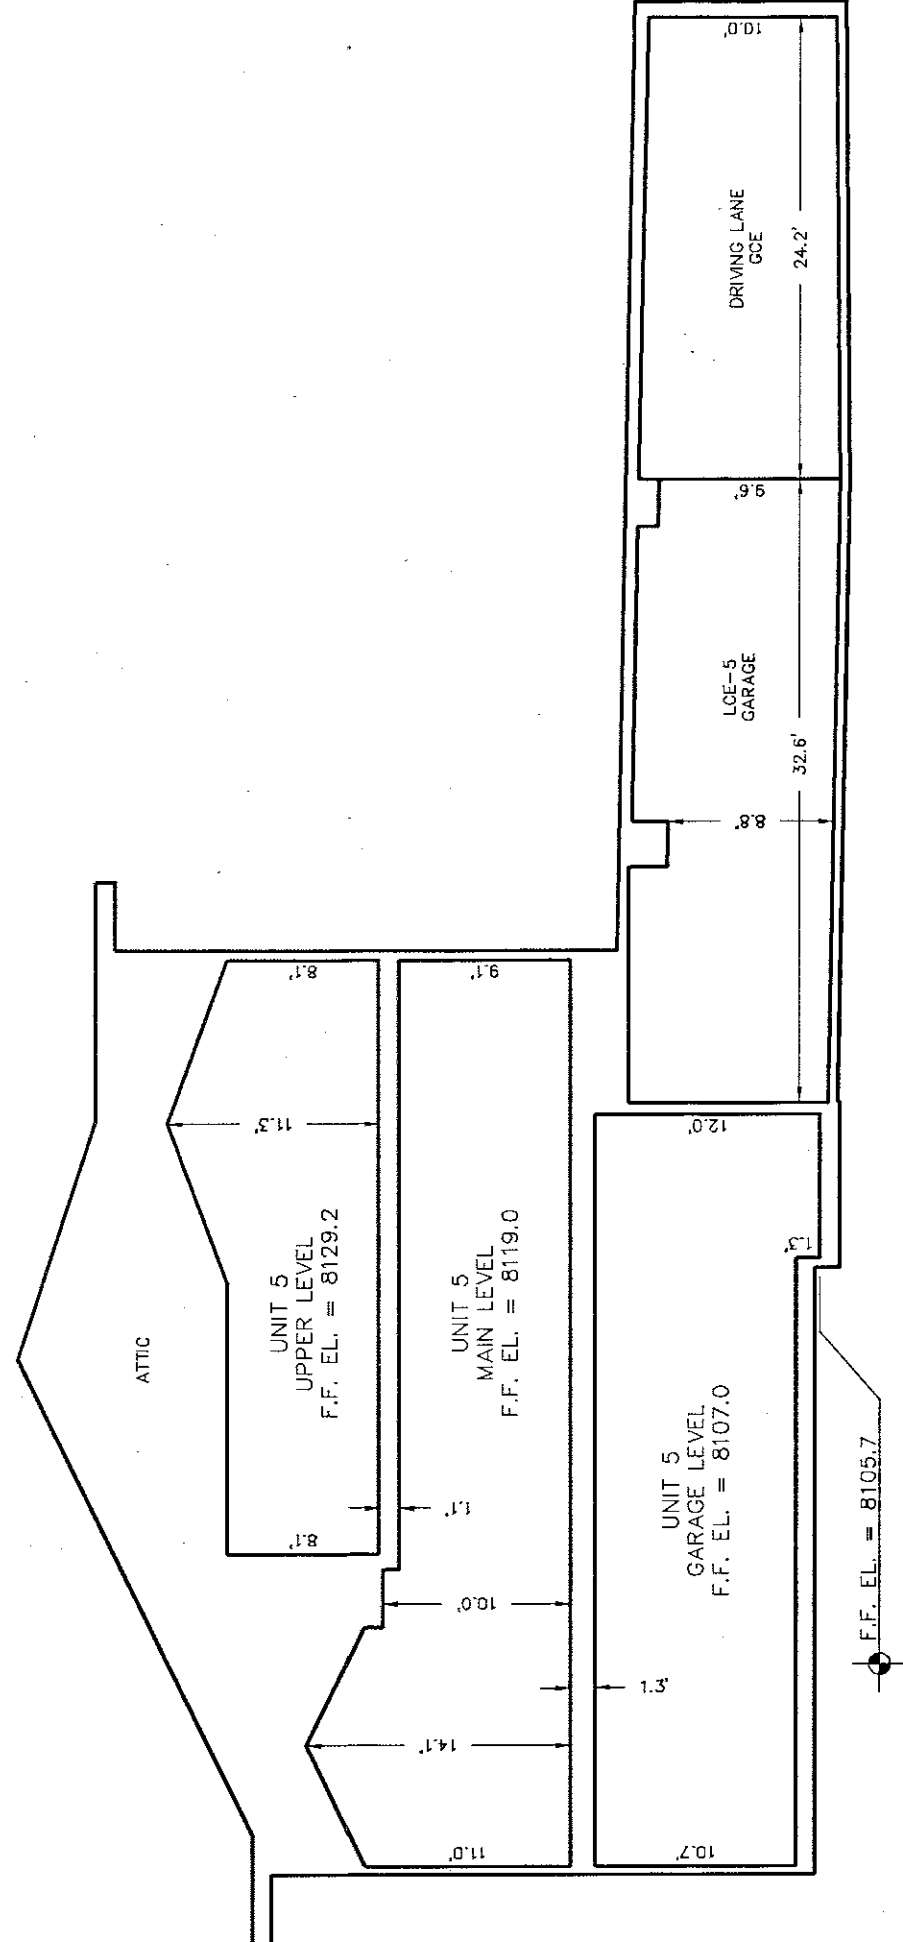 ATTIC
UNIT 5
UPPER LEVEL
F.F. EL. = 8129.2
8.1'
11.3'
8.1'
UNIT 5
MAIN LEVEL
F.F. EL. = 8119.0
9.1'
1.1'
10.0'
14.1'
11.0'
UNIT 5
GARAGE LEVEL
F.F. EL. = 8107.0
12.0'
1.3'
1.3'
10.7'
F.F. EL. = 8105.7
LCE-5
GARAGE
32.6'
8.8'
9.6'
DRIVING LANE
GCE
24.2'
10.0'